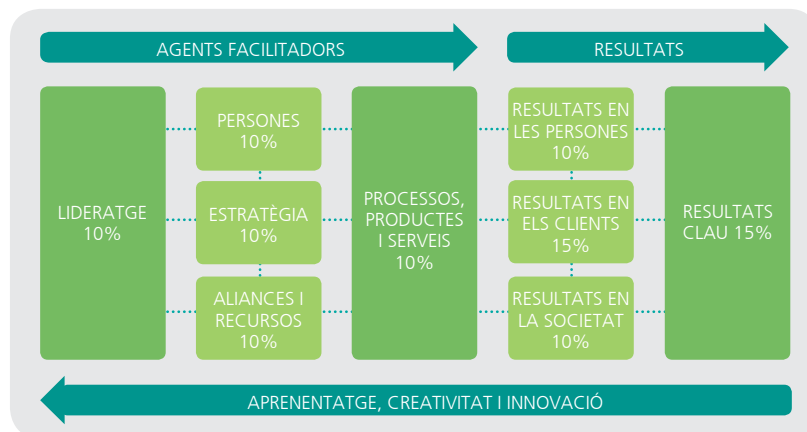 AGENTS FACILITADORS
RESULTATS
LIDERATGE
10%
PERSONES
10%
ESTRATÈGIA
10%
ALIANCES I
RECURSOS
10%
PROCESSOS,
PRODUCTES
I SERVEIS
10%
RESULTATS EN
LES PERSONES
10%
RESULTATS EN
ELS CLIENTS
15%
RESULTATS EN
LA SOCIETAT
10%
RESULTATS
CLAU 15%
APRENENTATGE, CREATIVITAT I INNOVACIÓ